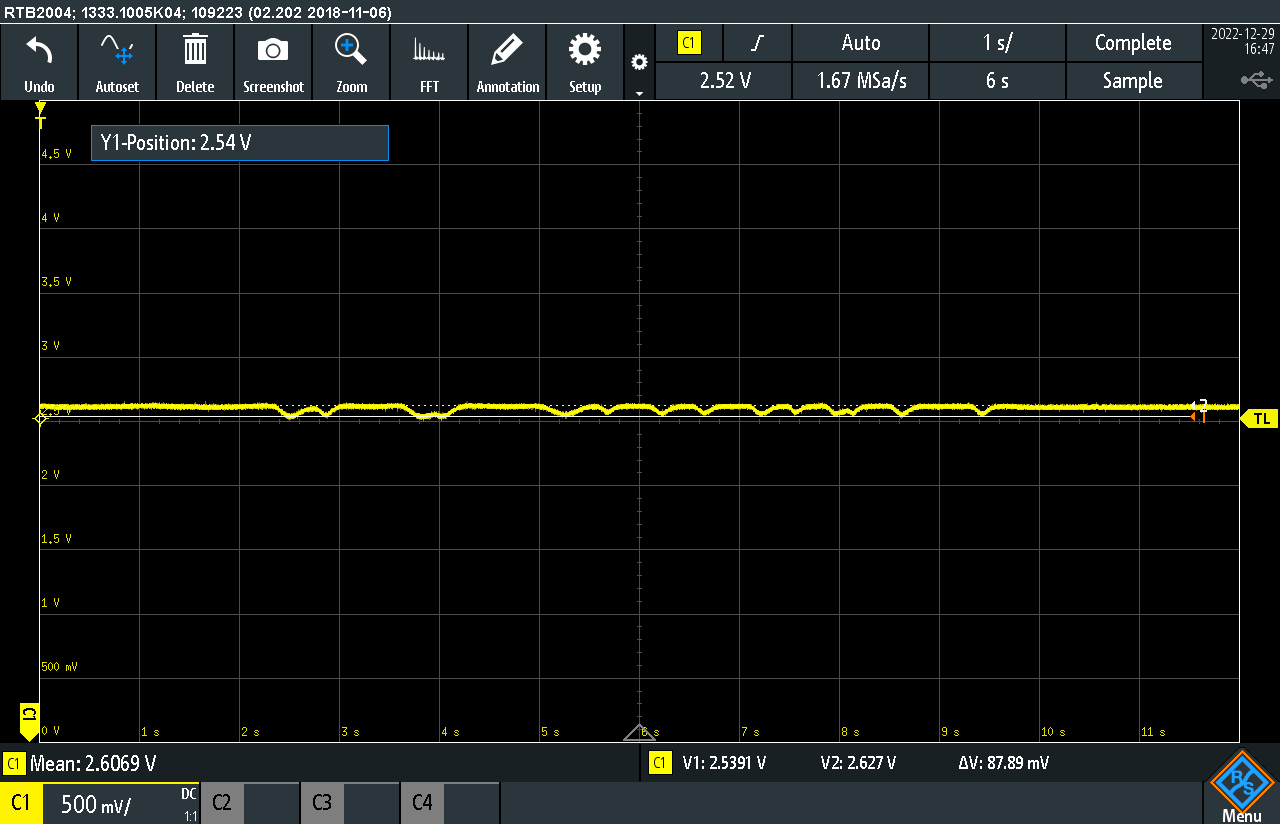 RTB2004; 1333.1005K04; 109223 (02.202 2018-11-06)
Undo Autoset Delete Screenshot Zoom FFT Annotation Setup
C1 Auto 1 s/ Complete
2.52 V 1.67 MSa/s 6 s Sample
2022-12-29
16:47
T
Y1-Position: 2.54 V
4.5 V
4 V
3.5 V
3 V
2.5 V
2
1
TL
2 V
1.5 V
1 V
500 mV
C1
0 V 1 s 2 s 3 s 4 s 5 s 6 s 7 s 8 s 9 s 10 s 11 s
C1 Mean: 2.6069 V
C1 V1: 2.5391 V V2: 2.627 V ΔV: 87.89 mV
C1 500 mV/ DC 1:1 C2 C3 C4
R S
Menu